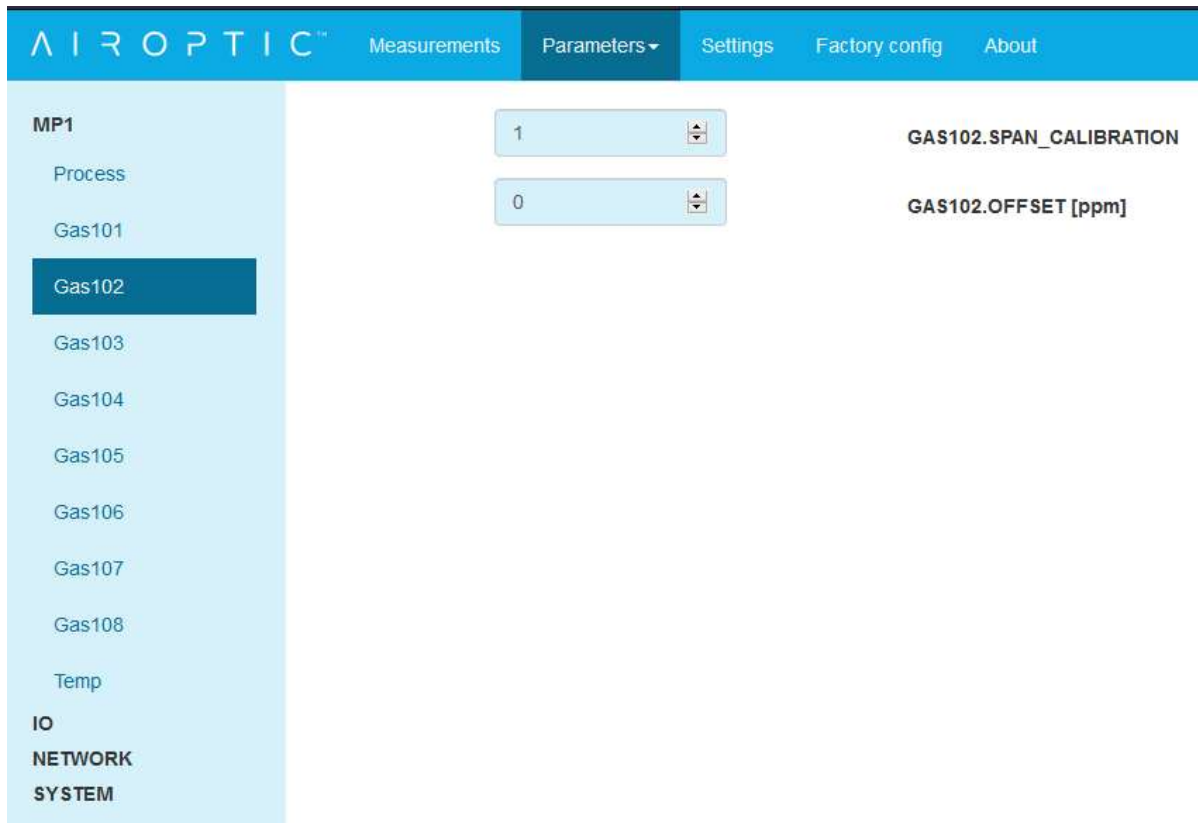 AIROPTIC™ Measurements Parameters Settings Factory config About
MP1
Process
Gas101
Gas102
Gas103
Gas104
Gas105
Gas106
Gas107
Gas108
Temp
IO
NETWORK
SYSTEM
1 GAS102.SPAN_CALIBRATION
0 GAS102.OFFSET [ppm]